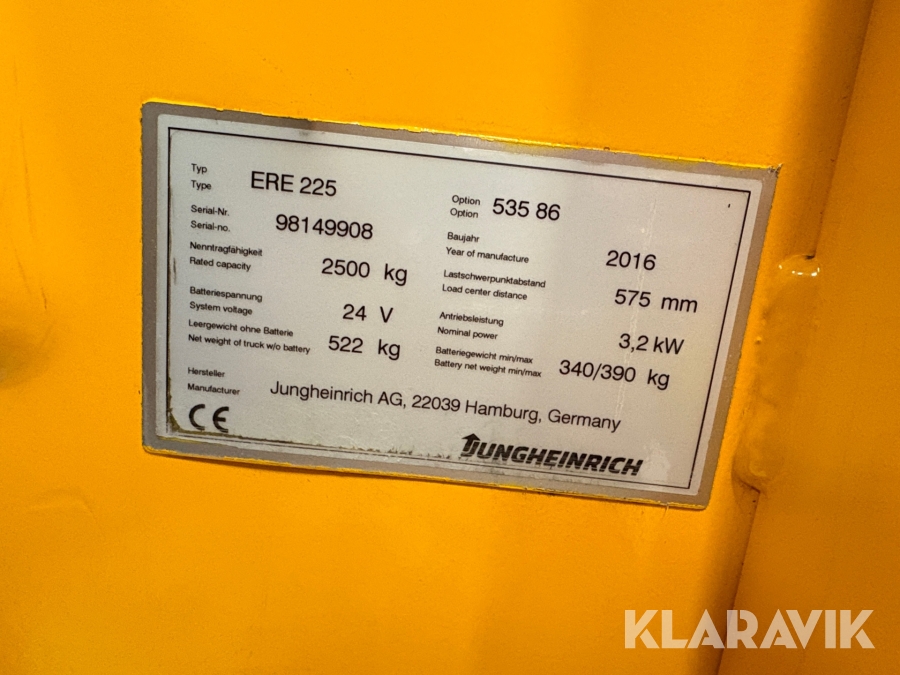 Typ
Type
ERE 225
Option
Option
535 86
Serial-Nr.
Serial-no.
98149908
Baujahr
Year of manufacture
2016
Nenntragfähigkeit
Rated capacity
2500 kg
Lastschwerpunktabstand
Load center distance
575 mm
Batteriespannung
System voltage
24 V
Antriebsleistung
Nominal power
3,2 kW
Leergewicht ohne Batterie
Net weight of truck w/o battery
522 kg
Batteriegewicht min/max
Battery net weight min/max
340/390 kg
Hersteller
Manufacturer
Jungheinrich AG, 22039 Hamburg, Germany
CE
JUNGHEINRICH
KLARAVIK